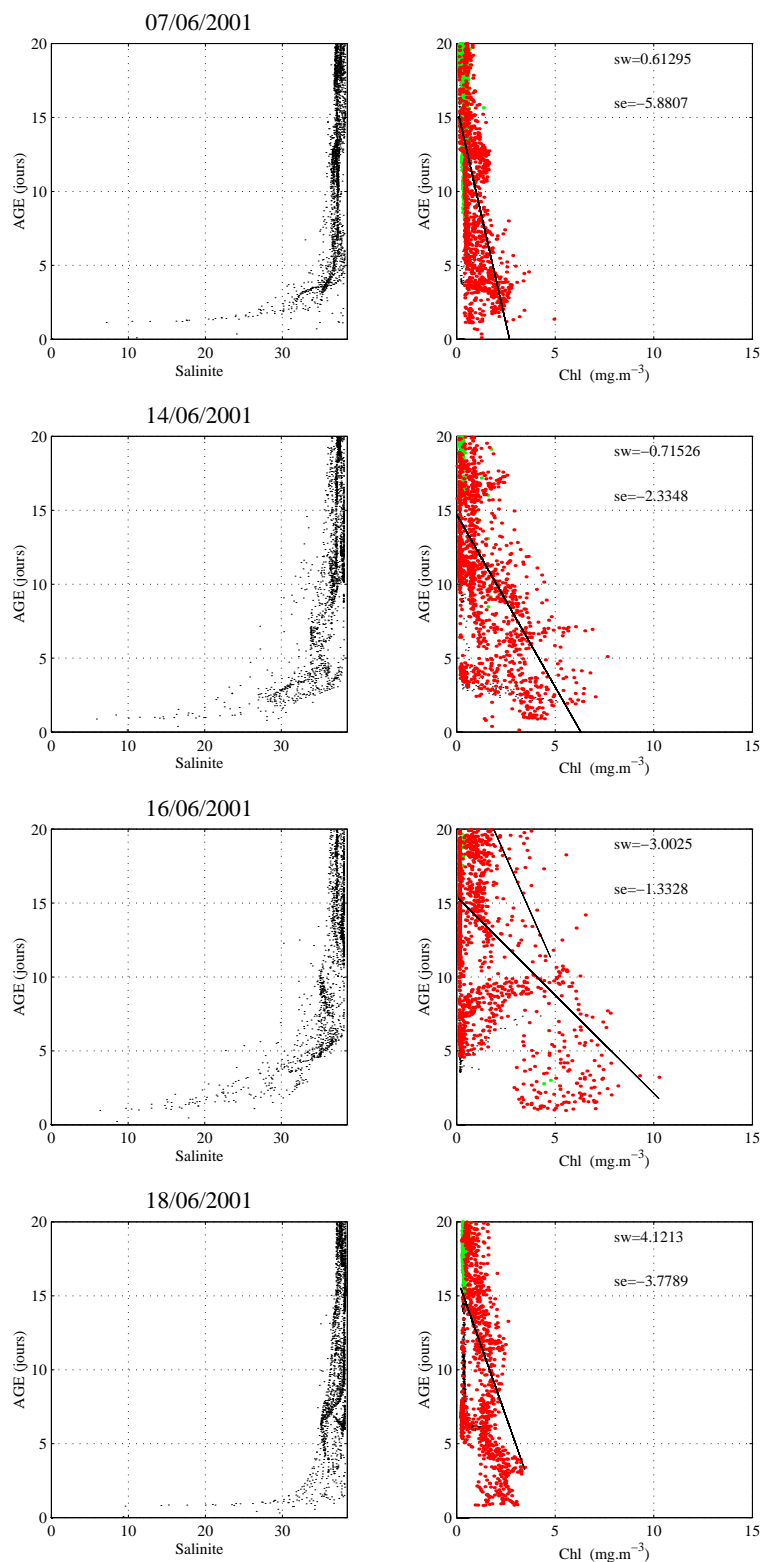 07/06/2001
20
15
10
5
0
AGE (jours)
0 10 20 30
Salinite
20
15
10
5
0
AGE (jours)
sw=0.61295
se=−5.8807
0 5 10 15
Chl (mg.m−3)
14/06/2001
20
15
10
5
0
AGE (jours)
0 10 20 30
Salinite
20
15
10
5
0
AGE (jours)
sw=−0.71526
se=−2.3348
0 5 10 15
Chl (mg.m−3)
16/06/2001
20
15
10
5
0
AGE (jours)
0 10 20 30
Salinite
20
15
10
5
0
AGE (jours)
sw=−3.0025
se=−1.3328
0 5 10 15
Chl (mg.m−3)
18/06/2001
20
15
10
5
0
AGE (jours)
0 10 20 30
Salinite
20
15
10
5
0
AGE (jours)
sw=4.1213
se=−3.7789
0 5 10 15
Chl (mg.m−3)